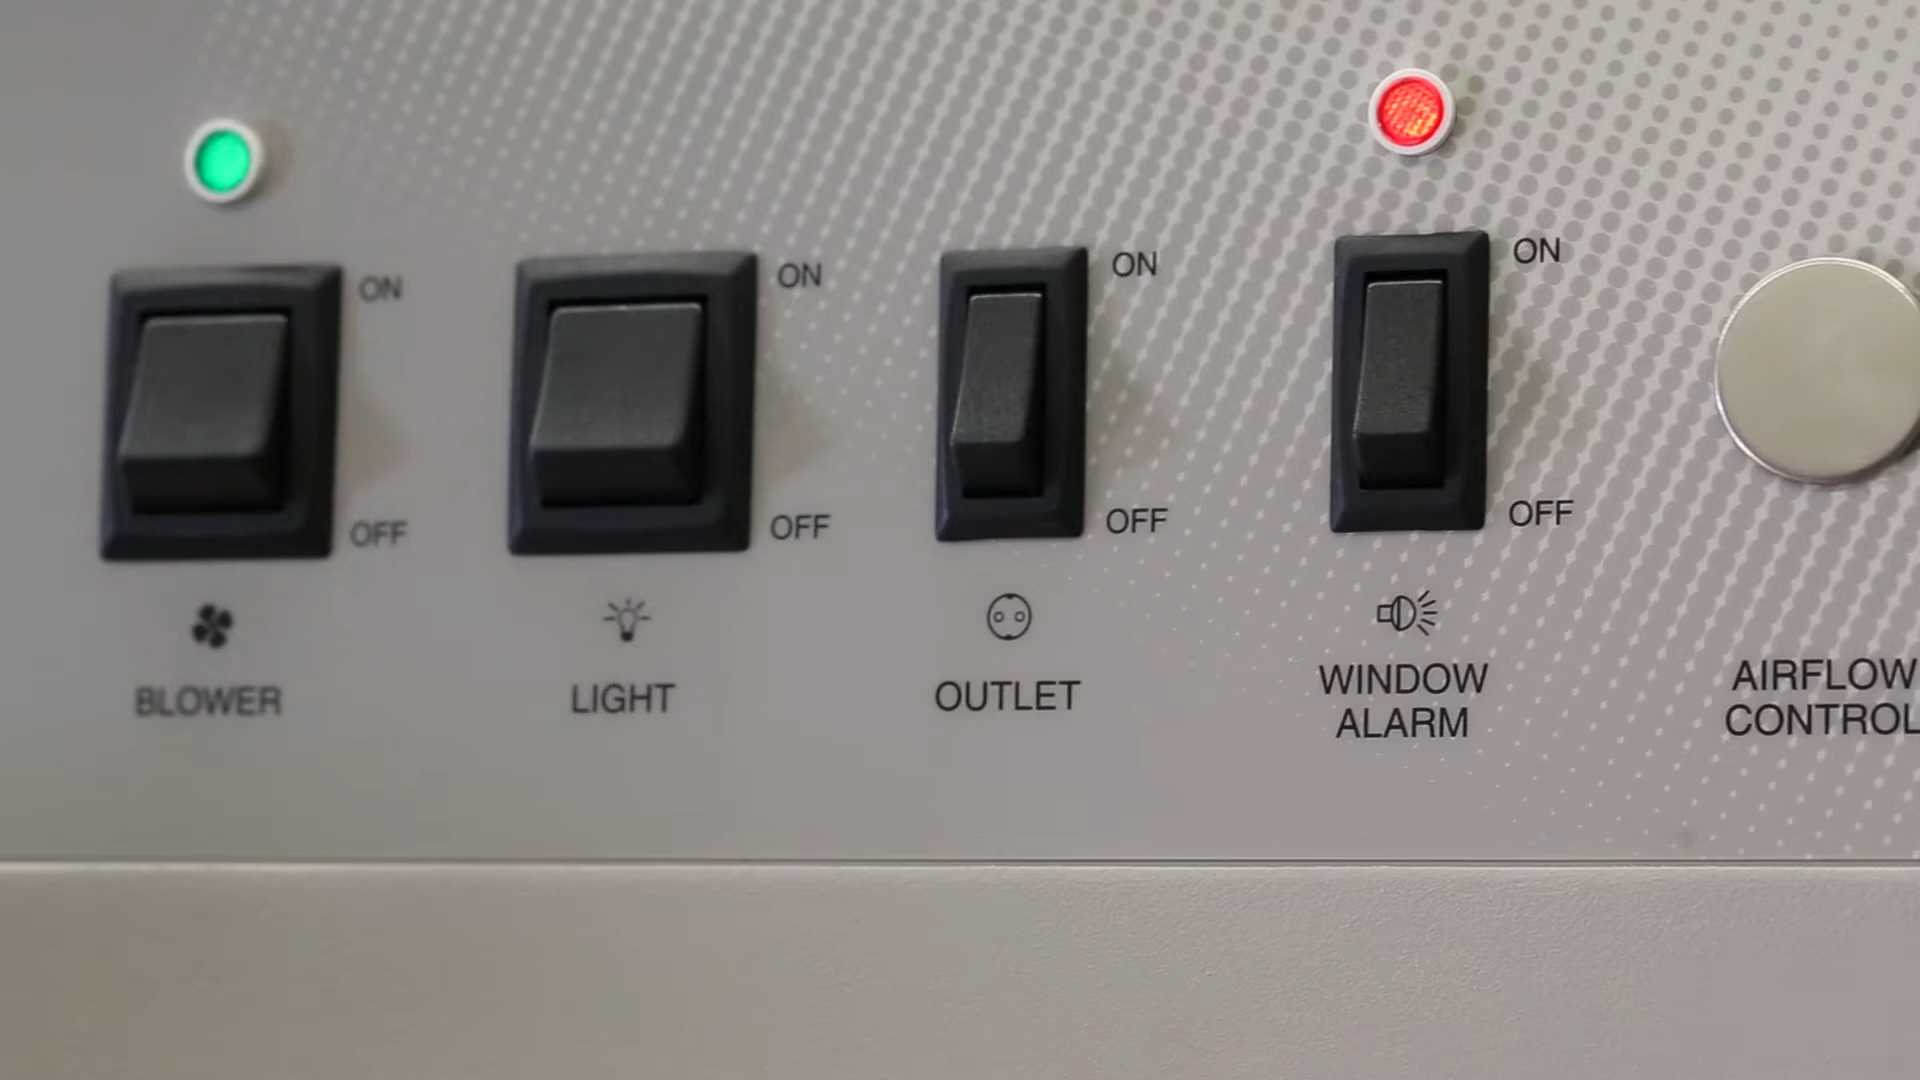 ON
ON
ON
ON
OFF
OFF
OFF
OFF
BLOWER
LIGHT
OUTLET
WINDOW
ALARM
AIRFLOW
CONTROL